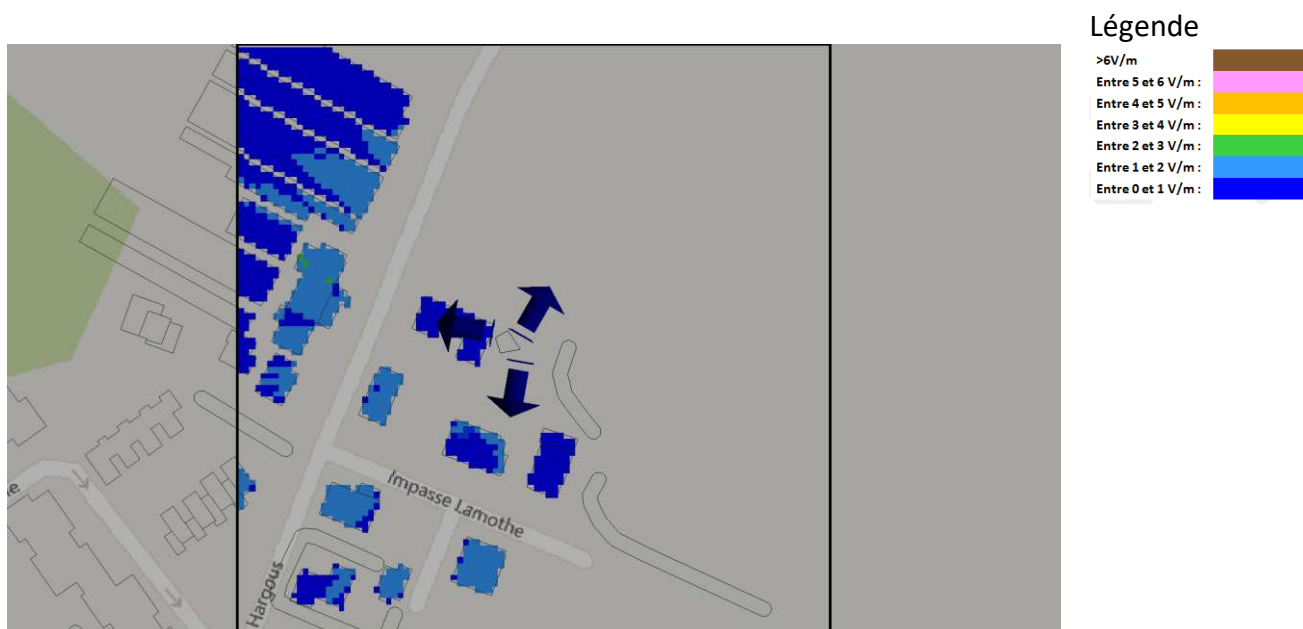 Légende
>6V/m
Entre 5 et 6 V/m :
Entre 4 et 5 V/m :
Entre 3 et 4 V/m :
Entre 2 et 3 V/m :
Entre 1 et 2 V/m :
Entre 0 et 1 V/m :
Impasse Lamothe
Hargous